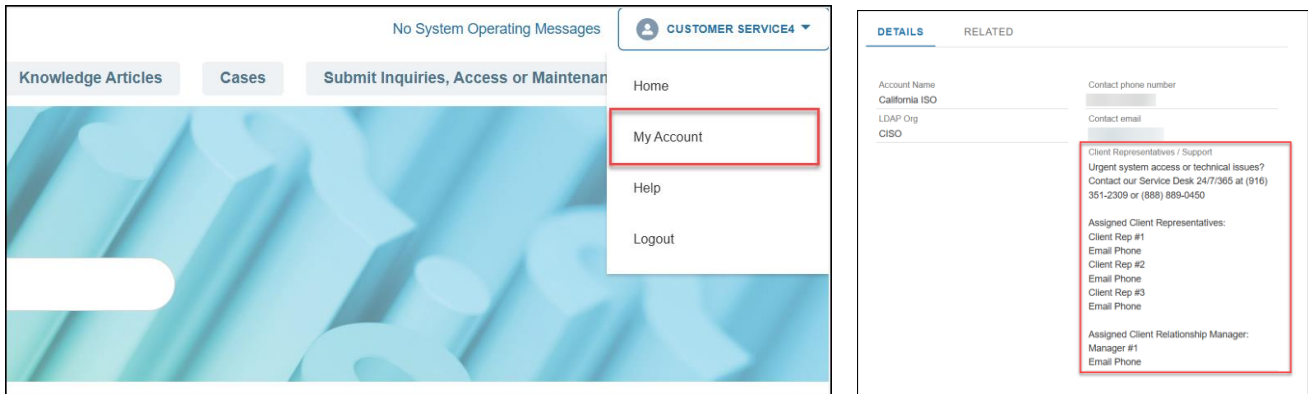 No System Operating Messages
CUSTOMER SERVICE4
Knowledge Articles
Cases
Submit Inquiries, Access or Maintenan
Home
My Account
Help
Logout
DETAILS
RELATED
Account Name
California ISO
LDAP Org
CISO
Contact phone number
Contact email
Client Representatives / Support
Urgent system access or technical issues?
Contact our Service Desk 24/7/365 at (916)
351-2309 or (888) 889-0450
Assigned Client Representatives:
Client Rep #1
Email Phone
Client Rep #2
Email Phone
Client Rep #3
Email Phone
Assigned Client Relationship Manager:
Manager #1
Email Phone